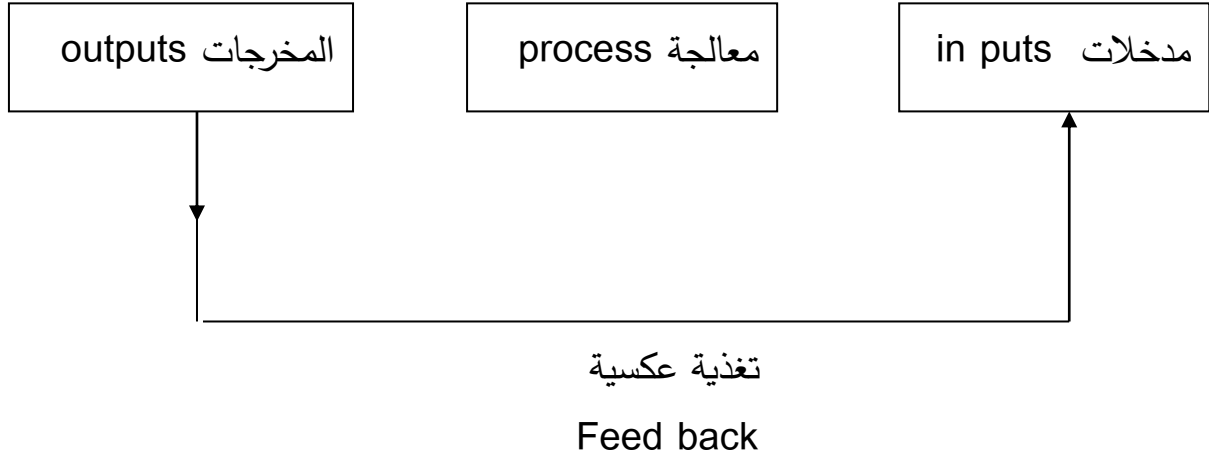 مدخلات in puts
معالجة process
المخرجات outputs
تغذية عكسية
Feed back